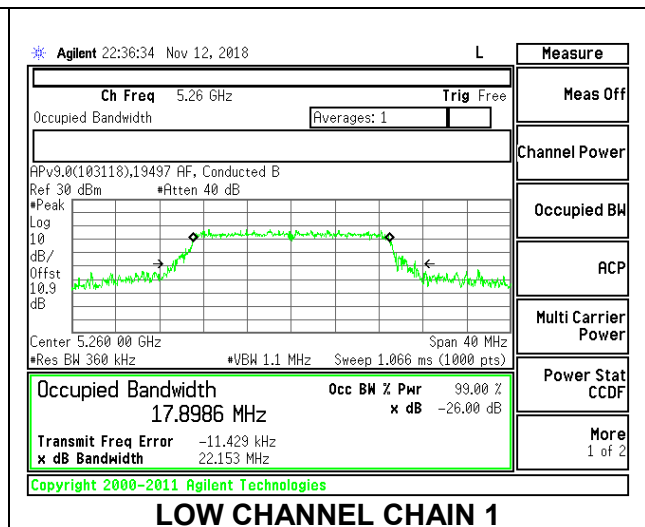 Agilent 22:36:34 Nov 12, 2018 L Measure
Ch Freq 5.26 GHz Trig Free
Occupied Bandwidth Averages: 1
Meas Off
Channel Power
Occupied BW
ACP
Multi Carrier
Power
Power Stat
CCDF
More
1 of 2
APv9.0(103118),19497 AF, Conducted B
Ref 30 dBm #Atten 40 dB
#Peak
Log
10
dB/
Offst
10.9
dB
Center 5.260 00 GHz Span 40 MHz
#Res BW 360 kHz #VBW 1.1 MHz Sweep 1.066 ms (1000 pts)
Occupied Bandwidth Occ BW % Pwr 99.00 %
17.8986 MHz x dB -26.00 dB
Transmit Freq Error -11.429 kHz
x dB Bandwidth 22.153 MHz
Copyright 2000-2011 Agilent Technologies
LOW CHANNEL CHAIN 1